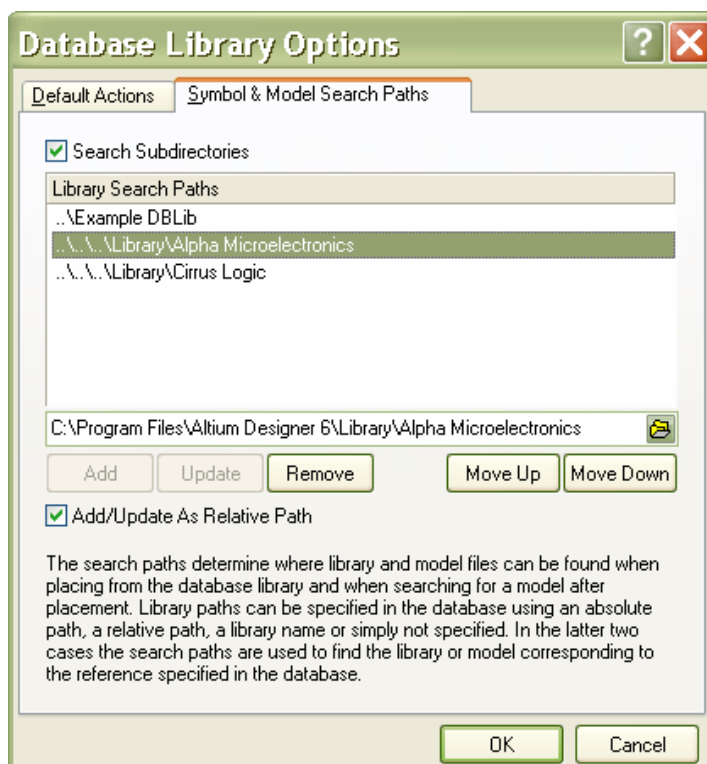 Database Library Options
Default Actions
Symbol & Model Search Paths
Search Subdirectories
Library Search Paths
..\Example DBLib
..\..\..\Library\Alpha Microelectronics
..\..\..\Library\Cirrus Logic
C:\Program Files\Altium Designer 6\Library\Alpha Microelectronics
Add Update Remove Move Up Move Down
Add/Update As Relative Path
The search paths determine where library and model files can be found when
placing from the database library and when searching for a model after
placement. Library paths can be specified in the database using an absolute
path, a relative path, a library name or simply not specified. In the latter two
cases the search paths are used to find the library or model corresponding to
the reference specified in the database.
OK Cancel